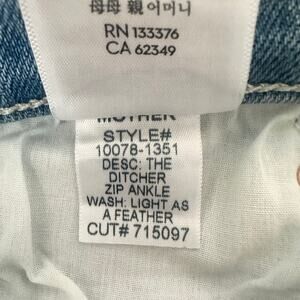 母母 親 어머니
RN 133376
CA 62349
MOTHER
STYLE#
10078-1351
DESC: THE
DITCHER
ZIP ANKLE
WASH: LIGHT AS
A FEATHER
CUT# 715097